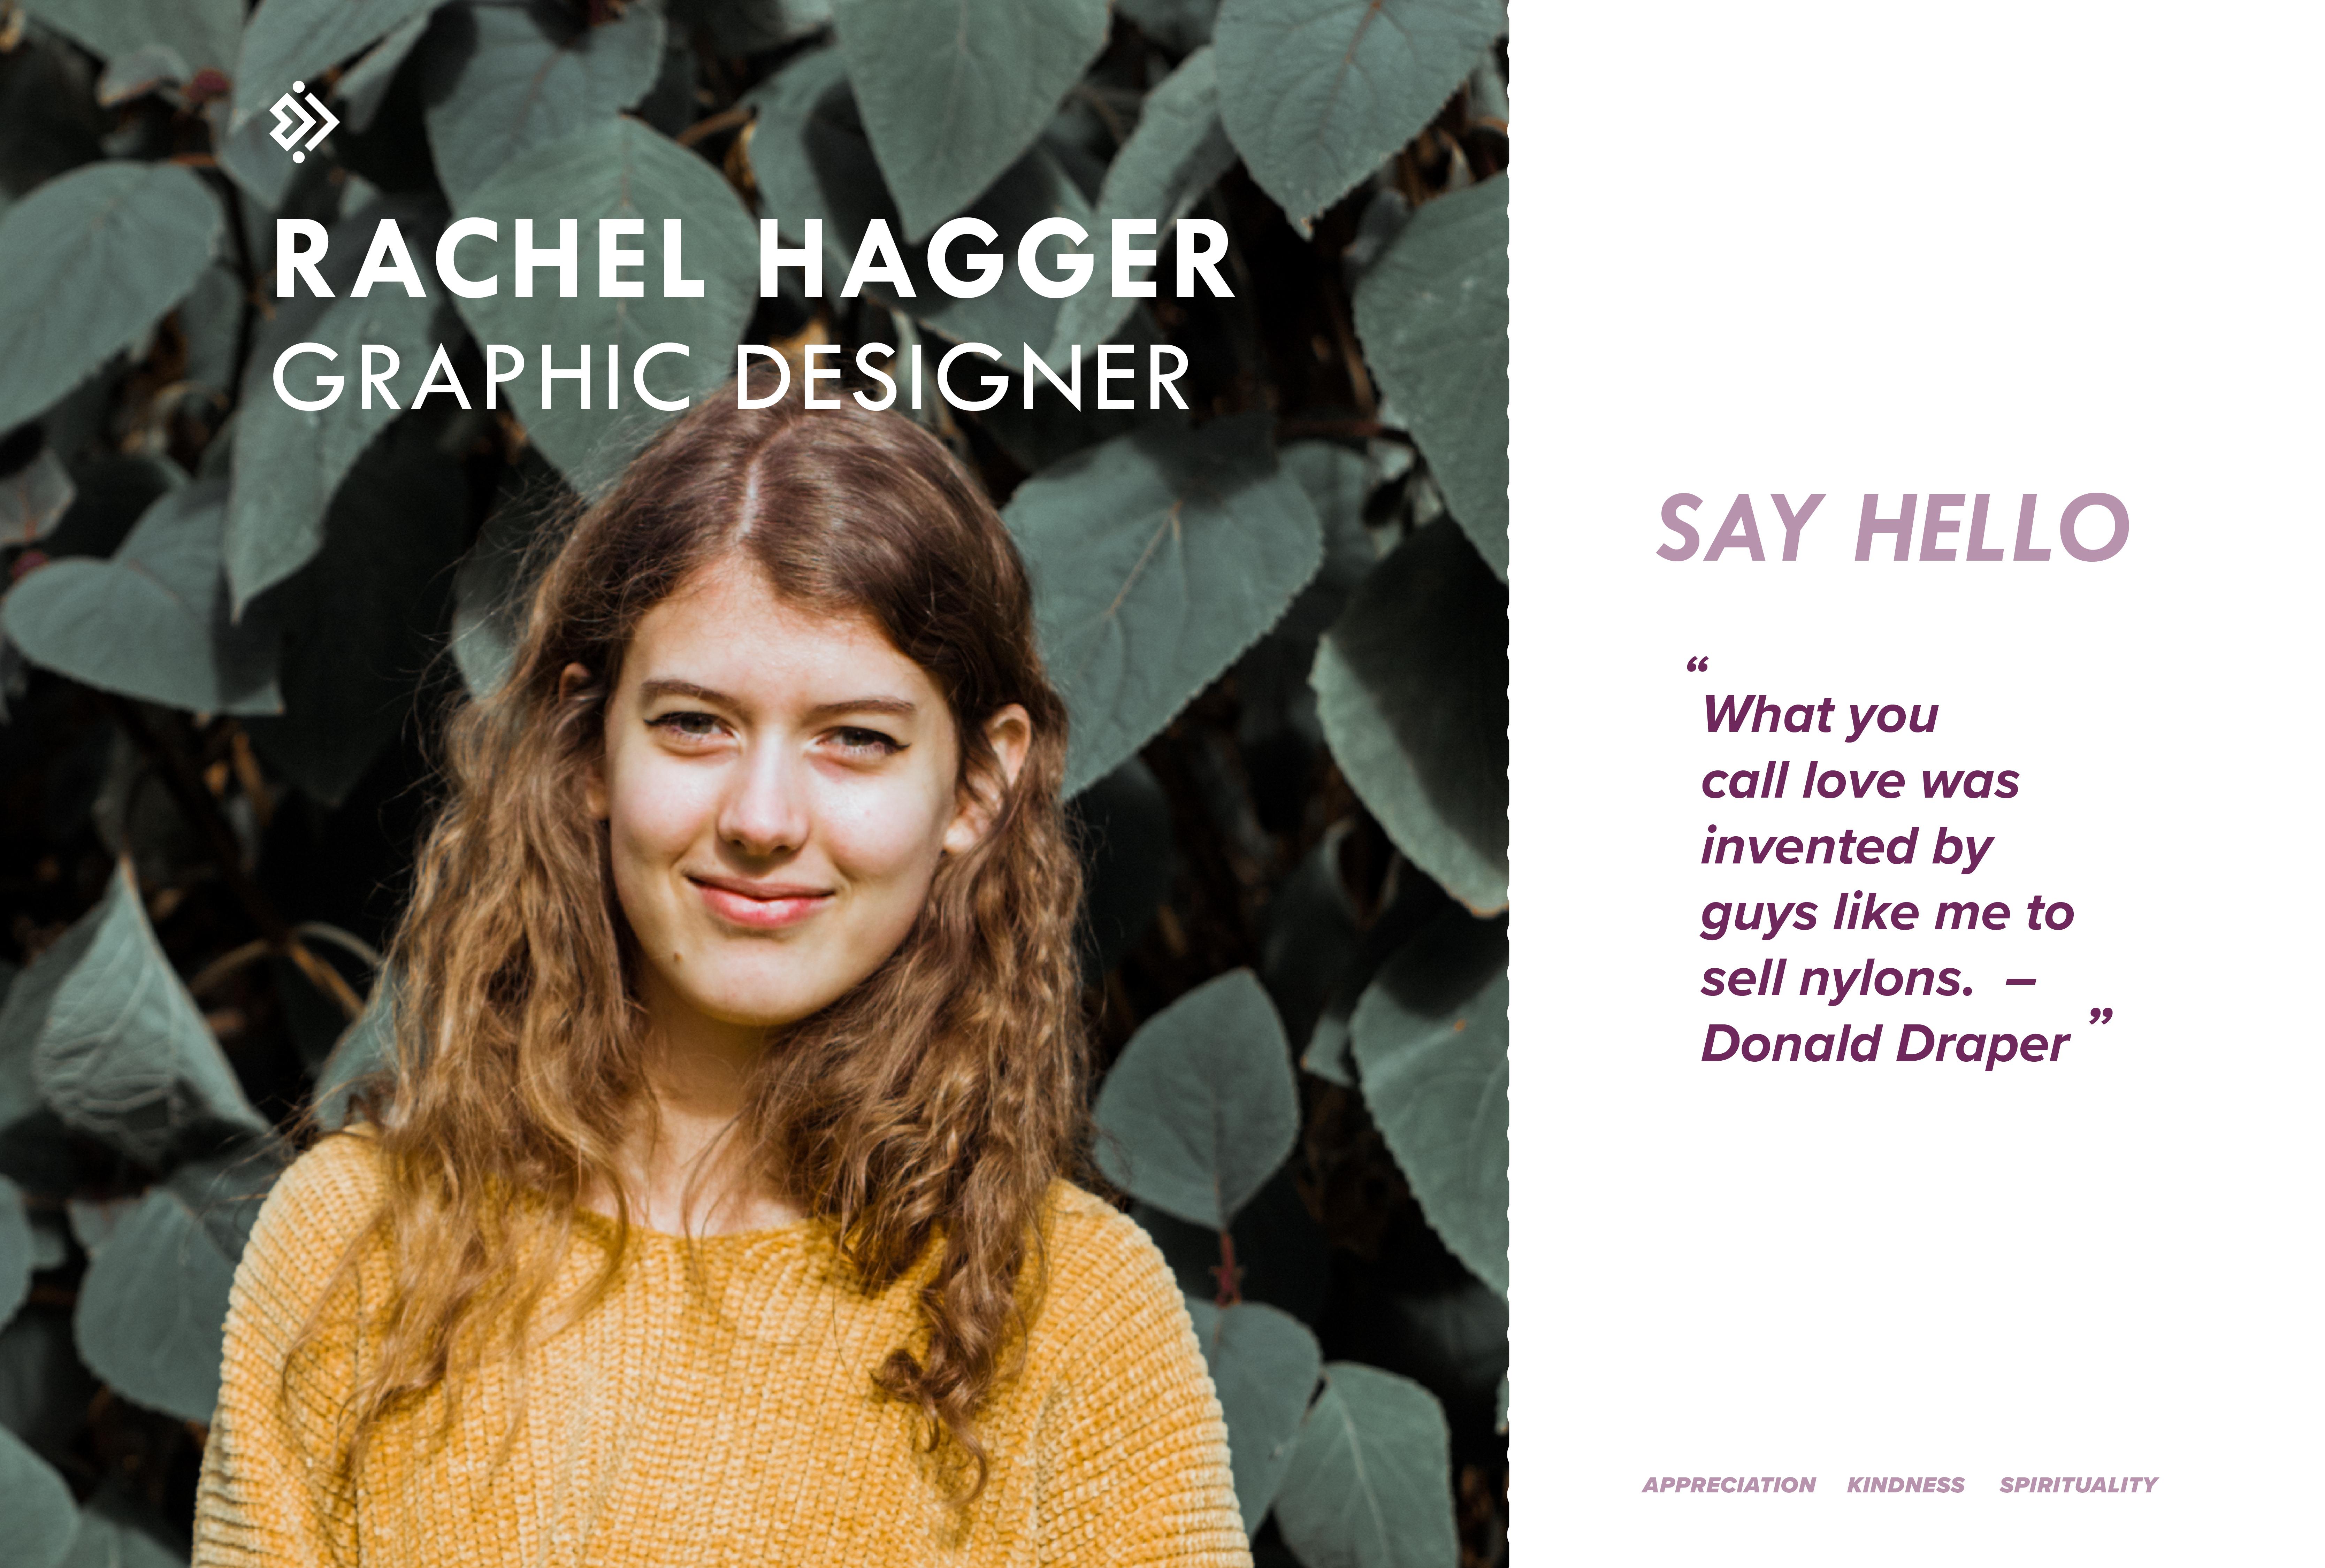 RACHEL HAGGER
GRAPHIC DESIGNER
SAY HELLO
“
What you
call love was
invented by
guys like me to
sell nylons. –
Donald Draper ”
APPRECIATION KINDNESS SPIRITUALITY